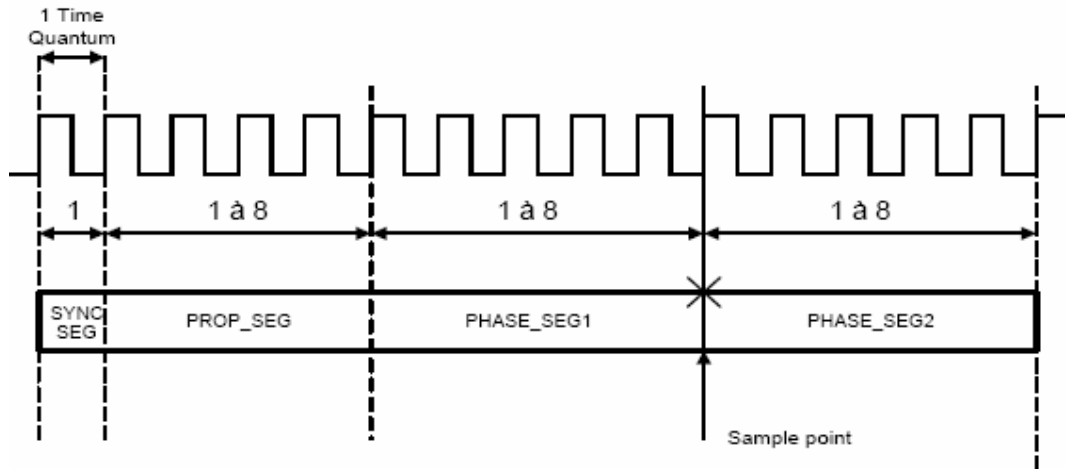 1 Time
Quantum
1
1 à 8
1 à 8
1 à 8
SYNC
SEG
PROP_SEG
PHASE_SEG1
PHASE_SEG2
Sample point